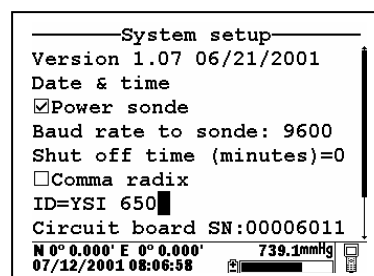 System setup
Version 1.07 06/21/2001
Date & time
☑Power sonde
Baud rate to sonde: 9600
Shut off time (minutes)=0
☐Comma radix
ID=YSI 650
Circuit board SN:00006011
N 0° 0.000' E 0° 0.000' 739.1mmHg
07/12/2001 08:06:58